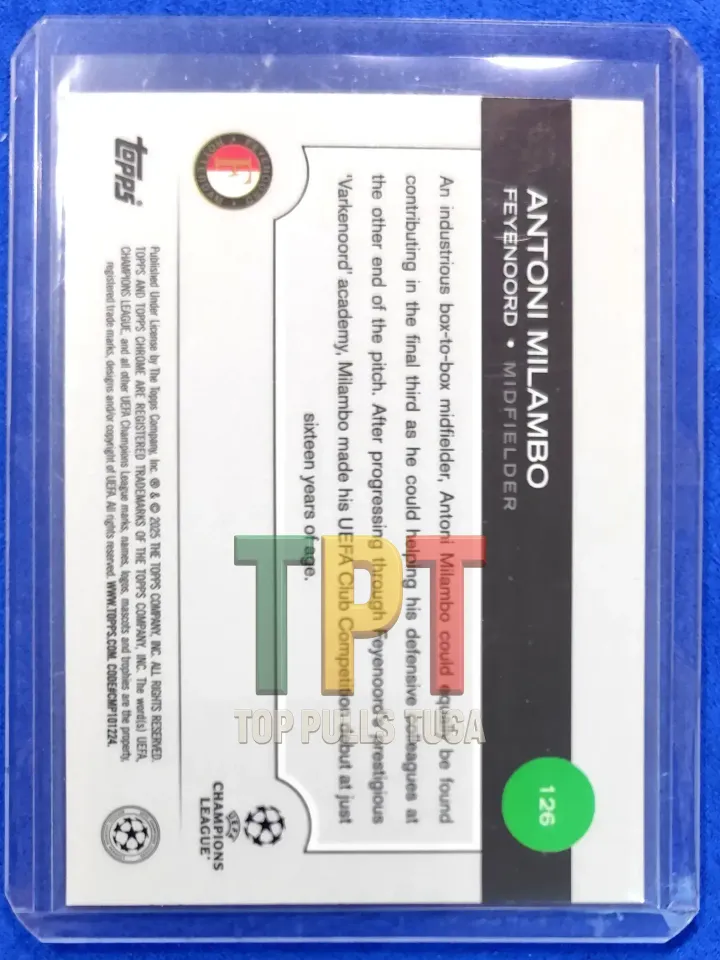 ANTONI MILAMBO
FEYENOORD • MIDFIELDER
126
An industrious box-to-box midfielder, Antoni Milambo could equally be found
contributing in the final third as he could helping his defensive colleagues at
the other end of the pitch. After progressing through Feyenoord's prestigious
'Varkenoord' academy, Milambo made his UEFA Club Competition debut at just
sixteen years of age.
FEYENOORD
ROTTERDAM
F
UEFA
CHAMPIONS
LEAGUE®
topps
Published Under License by The Topps Company, Inc. ® & © 2025 THE TOPPS COMPANY, INC. ALL RIGHTS RESERVED.
TOPPS AND TOPPS CHROME ARE REGISTERED TRADEMARKS OF THE TOPPS COMPANY, INC. The word(s) UEFA,
CHAMPIONS LEAGUE, and all other UEFA Champions League marks, names, logos, mascots and trophies are the property,
registered trade marks, designs and/or copyright of UEFA. All rights reserved. WWW.TOPPS.COM. CODE#CMP101224.
TPT
TOP PULLS TUGA